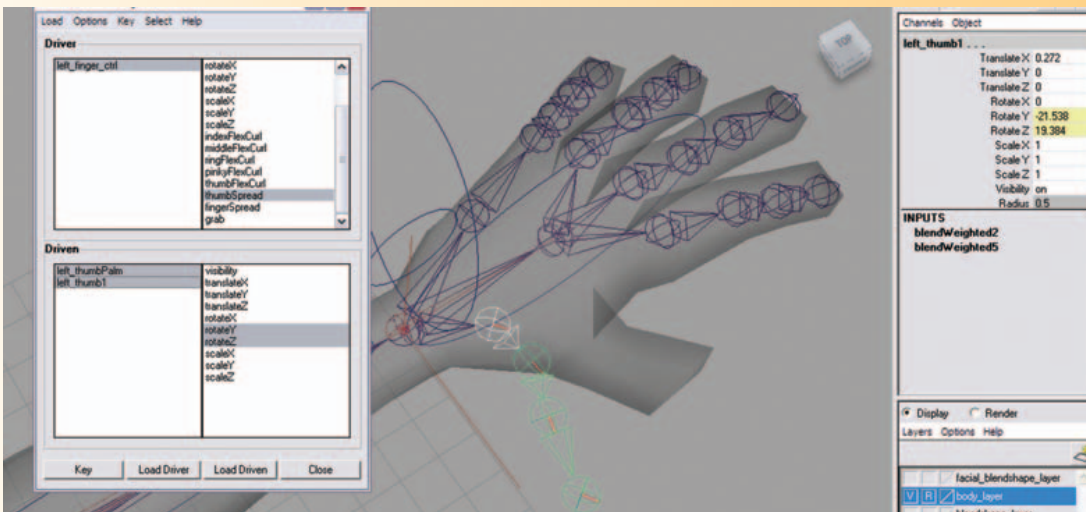 Load Options Key Select Help
Driver
left_finger_ctrl
rotateX
rotateY
rotateZ
scaleX
scaleY
scaleZ
indexFlexCurl
middleFlexCurl
ringFlexCurl
pinkyFlexCurl
thumbFlexCurl
thumbSpread
fingerSpread
grab
Driven
left_thumbPalm
left_thumb1
visibility
translateX
translateY
translateZ
rotateX
rotateY
rotateZ
scaleX
scaleY
scaleZ
Key Load Driver Load Driven Close
TOP
Channels Object
left_thumb1 . . .
Translate X 0.272
Translate Y 0
Translate Z 0
Rotate X 0
Rotate Y -21.538
Rotate Z 19.384
Scale X 1
Scale Y 1
Scale Z 1
Visibility on
Radius 0.5
INPUTS
blendWeighted2
blendWeighted5
Display Render
Layers Options Help
facial_blendshape_layer
V R body_layer